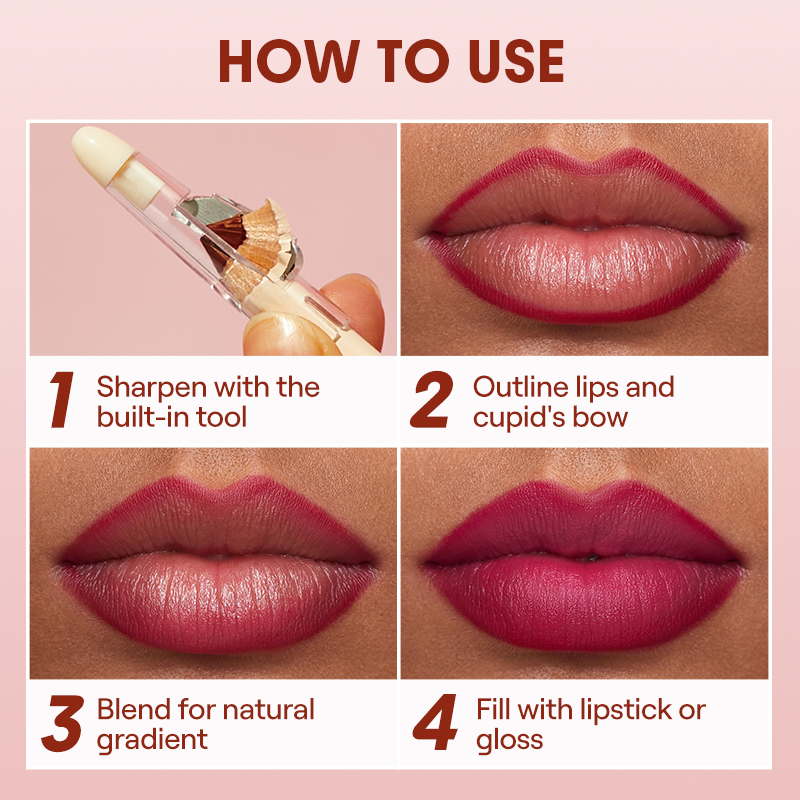 HOW TO USE
1 Sharpen with the
built-in tool
2 Outline lips and
cupid's bow
3 Blend for natural
gradient
4 Fill with lipstick or
gloss